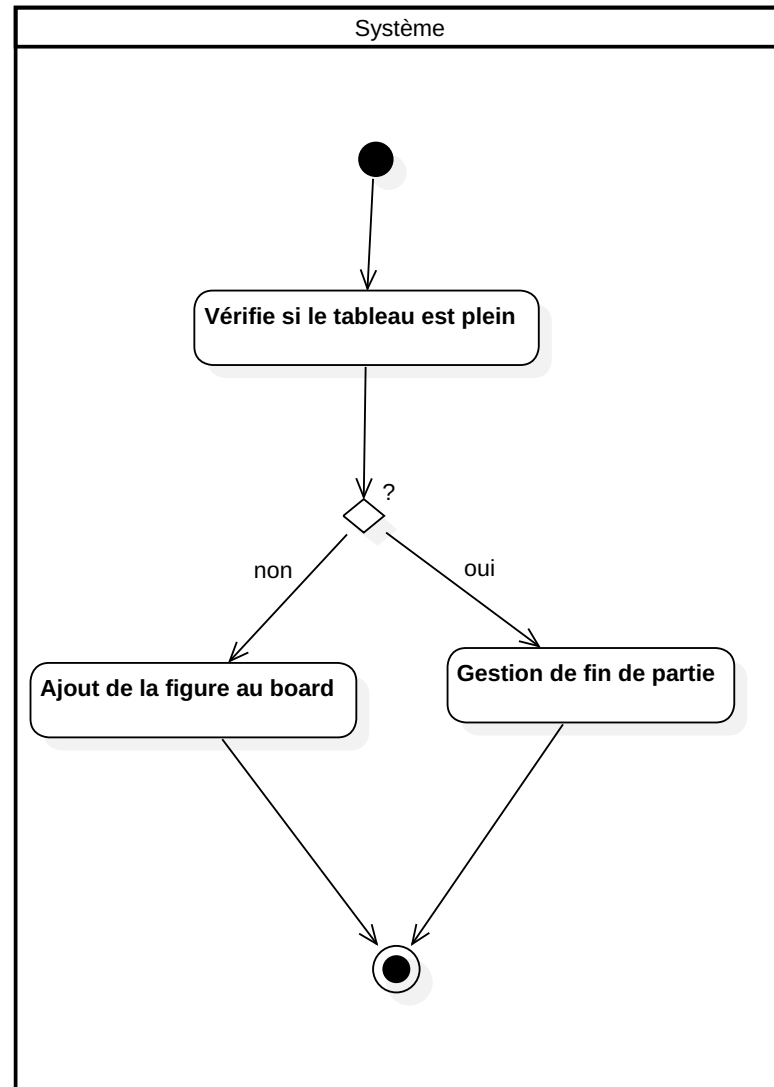 Système
Vérifie si le tableau est plein
?
non
oui
Ajout de la figure au board
Gestion de fin de partie